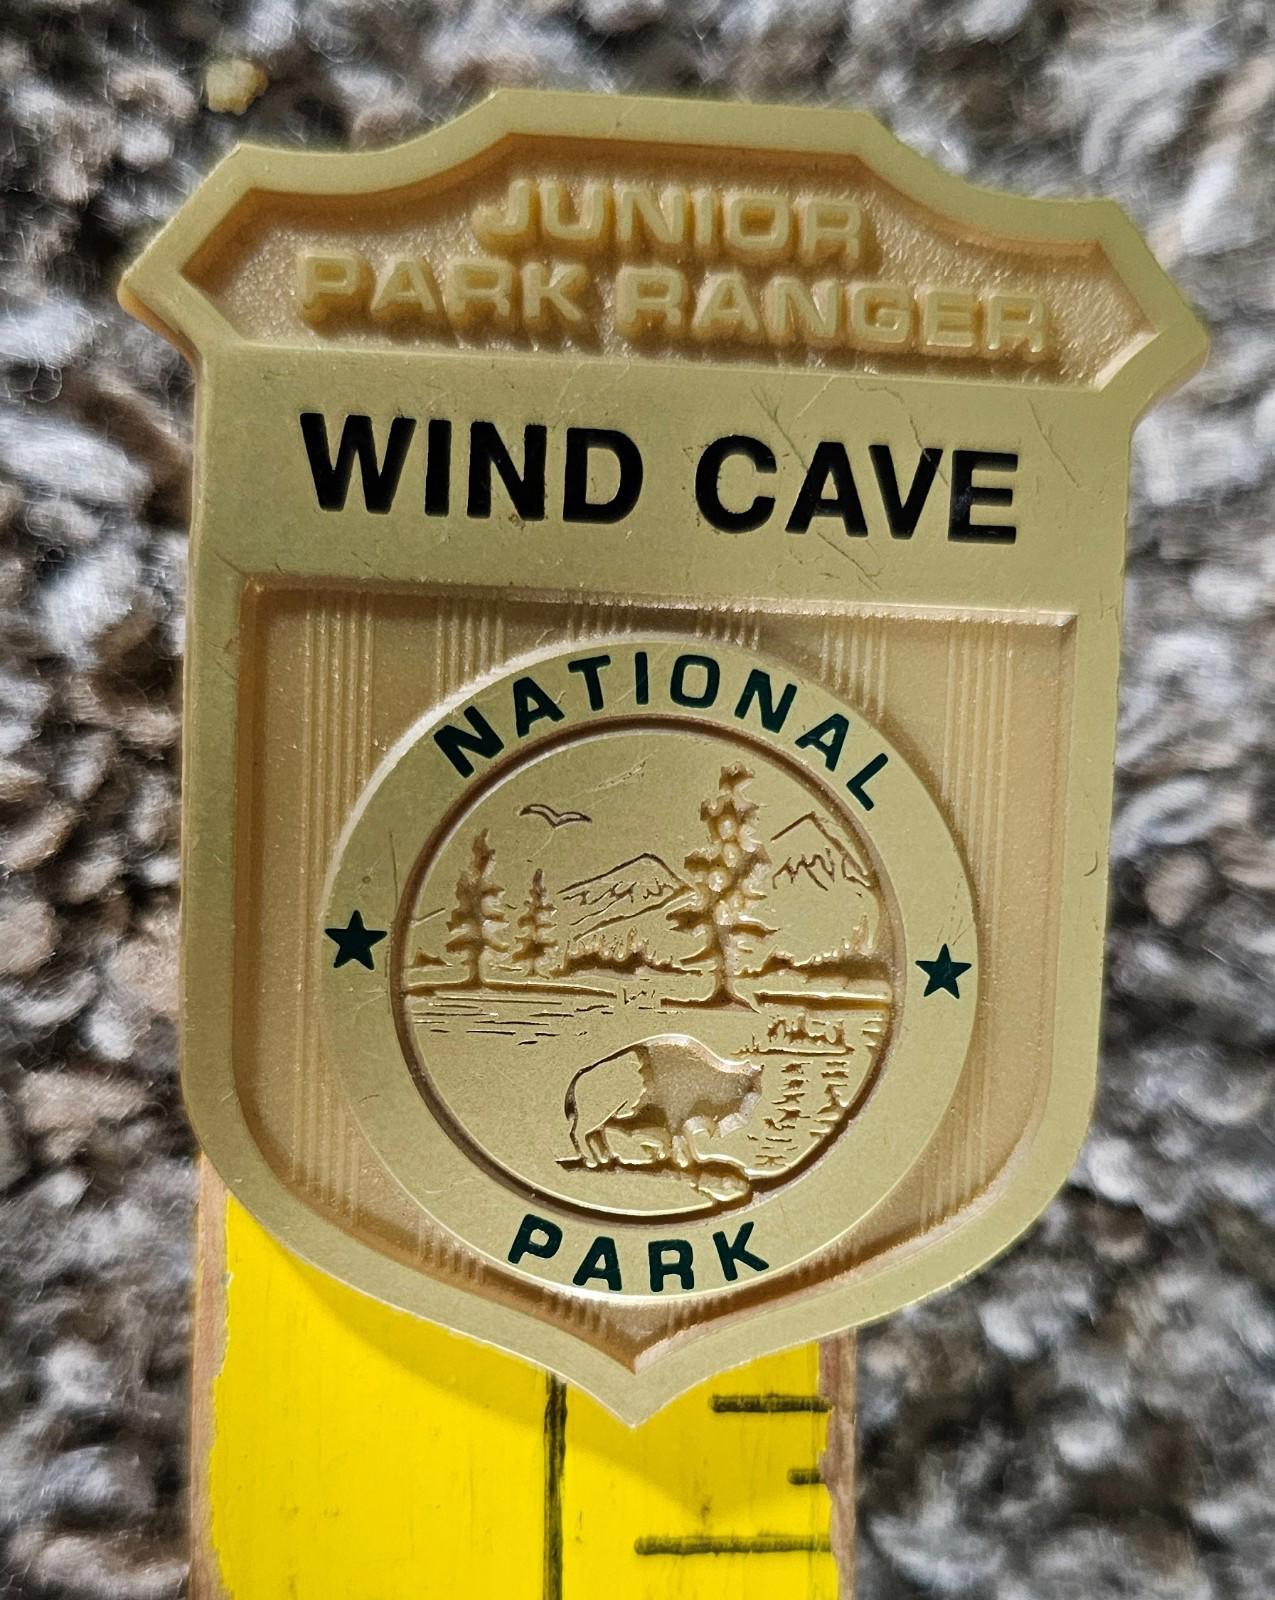 JUNIOR
PARK RANGER
WIND CAVE
NATIONAL
PARK